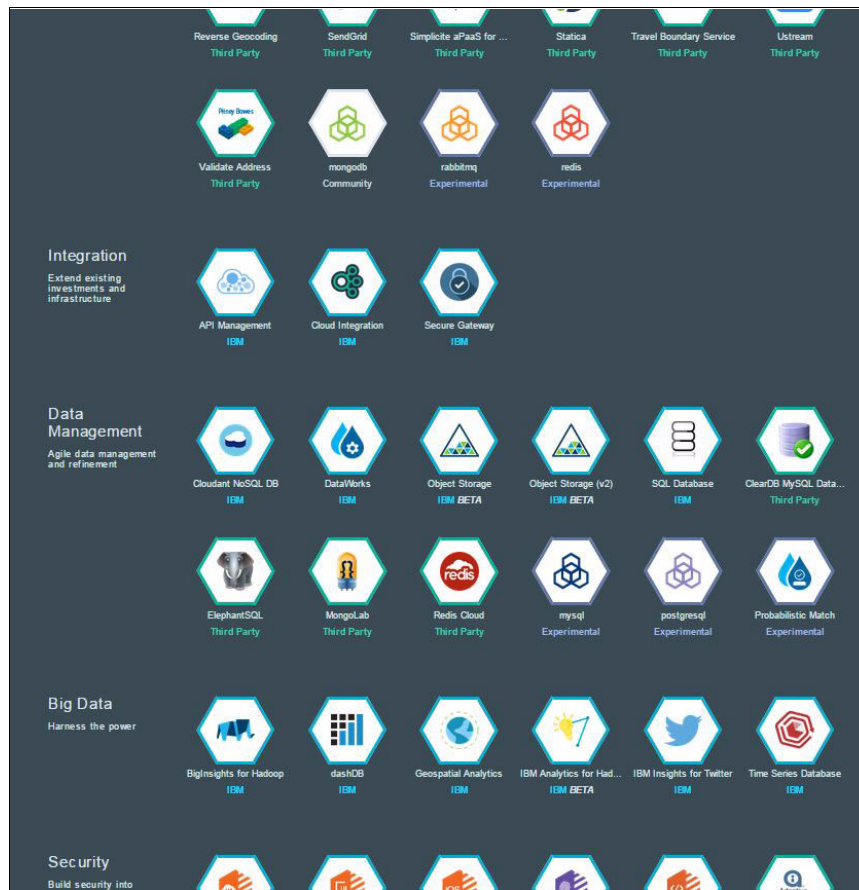 Reverse Geocoding
Third Party
SendGrid
Third Party
Simplicite aPaaS for ...
Third Party
Statica
Third Party
Travel Boundary Service
Third Party
Ustream
Third Party
Pitney Bowes
Validate Address
Third Party
mongodb
Community
rabbitmq
Experimental
redis
Experimental
Integration
Extend existing
investments and
infrastructure
API Management
IBM
Cloud Integration
IBM
Secure Gateway
IBM
Data
Management
Agile data management
and refinement
Cloudant NoSQL DB
IBM
DataWorks
IBM
Object Storage
IBM BETA
Object Storage (v2)
IBM BETA
SQL Database
IBM
ClearDB MySQL Data...
Third Party
ElephantSQL
Third Party
MongoLab
Third Party
redis
Redis Cloud
Third Party
mysql
Experimental
postgresql
Experimental
Probabilistic Match
Experimental
Big Data
Harness the power
BigInsights for Hadoop
IBM
dashDB
IBM
Geospatial Analytics
IBM
IBM Analytics for Had...
IBM BETA
IBM Insights for Twitter
IBM
Time Series Database
IBM
Security
Build security into
iOS